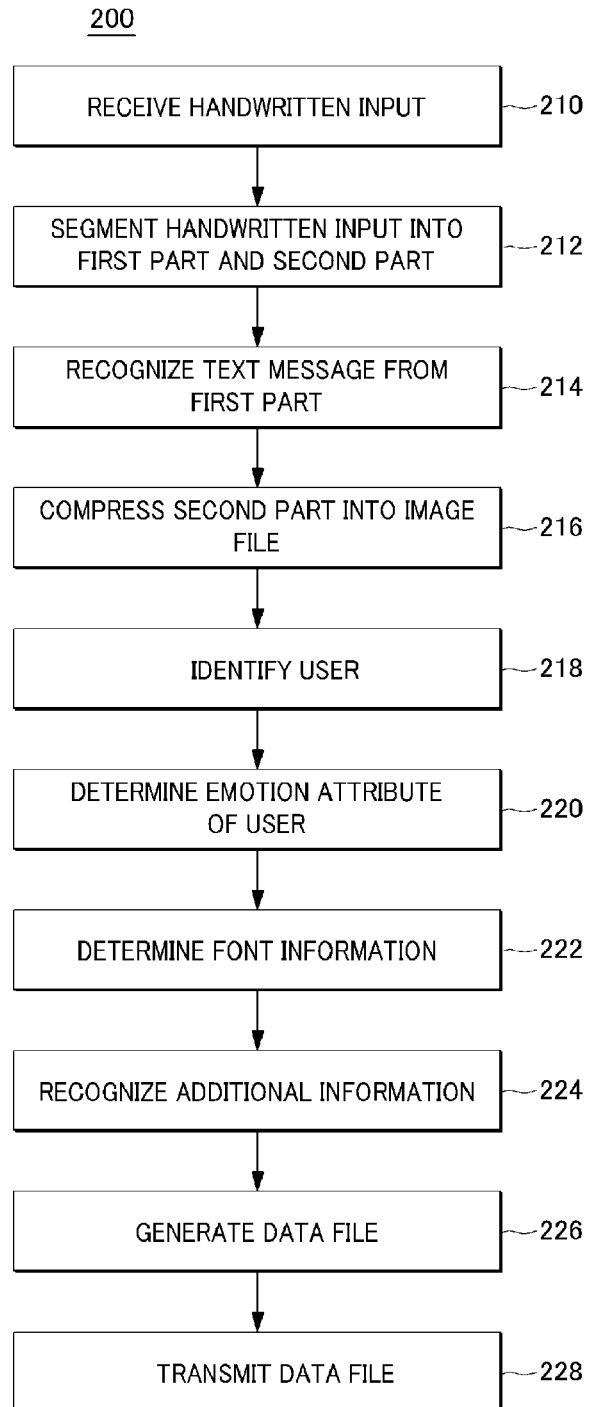 200
RECEIVE HANDWRITTEN INPUT
210
SEGMENT HANDWRITTEN INPUT INTO
FIRST PART AND SECOND PART
212
RECOGNIZE TEXT MESSAGE FROM
FIRST PART
214
COMPRESS SECOND PART INTO IMAGE
FILE
216
IDENTIFY USER
218
DETERMINE EMOTION ATTRIBUTE
OF USER
220
DETERMINE FONT INFORMATION
222
RECOGNIZE ADDITIONAL INFORMATION
224
GENERATE DATA FILE
226
TRANSMIT DATA FILE
228